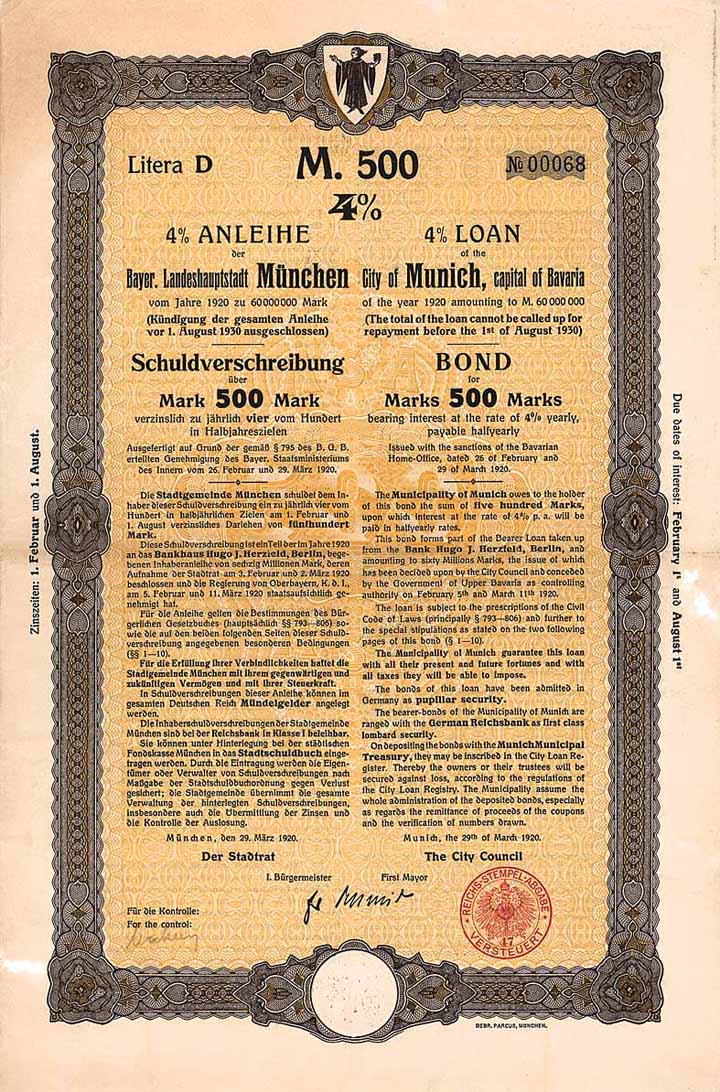 Litera D
M. 500
№ 00068
4%
4% ANLEIHE
der
Bayer. Landeshauptstadt München
vom Jahre 1920 zu 60000000 Mark
(Kündigung der gesamten Anleihe
vor 1. August 1930 ausgeschlossen)
Schuldverschreibung
über
Mark 500 Mark
verzinslich zu jährlich vier vom Hundert
in Halbjahreszielen
Ausgefertigt auf Grund der gemäß § 795 des B. G. B.
erteilten Genehmigung des Bayer. Staatsministeriums
des Innern vom 26. Februar und 29. März 1920.
Die Stadtgemeinde München schuldet dem In-
haber dieser Schuldverschreibung ein zu jährlich vier vom
Hundert in halbjährlichen Zielen am 1. Februar und
1. August verzinsliches Darlehen von fünfhundert
Mark.
Diese Schuldverschreibung ist ein Teil der im Jahre 1920
an das Bankhaus Hugo J. Herzfeld, Berlin, bege-
benen Inhaberanleihe von sechzig Millionen Mark, deren
Aufnahme der Stadtrat am 3. Februar und 2. März 1920
beschlossen und die Regierung von Oberbayern, K. d. I.,
am 5. Februar und 11. März 1920 staatsaufsichtlich ge-
nehmigt hat.
Für die Anleihe gelten die Bestimmungen des Bür-
gerlichen Gesetzbuches (hauptsächlich §§ 793—806) so-
wie die auf den beiden folgenden Seiten dieser Schuld-
verschreibung angegebenen besonderen Bedingungen
(§§ 1—10).
Für die Erfüllung ihrer Verbindlichkeiten haftet die
Stadtgemeinde München mit ihrem gegenwärtigen und
zukünftigen Vermögen und mit ihrer Steuerkraft.
In Schuldverschreibungen dieser Anleihe können im
gesamten Deutschen Reich Mündelgelder angelegt
werden.
Die Inhaberschuldverschreibungen der Stadtgemeinde
München sind bei der Reichsbank in Klasse I beleihbar.
Sie können unter Hinterlegung bei der städtischen
Fondskasse München in das Stadtschuldbuch einge-
tragen werden. Durch die Eintragung werden die Eigen-
tümer oder Verwalter von Schuldverschreibungen nach
Maßgabe der Stadtschuldbuchordnung gegen Verlust
gesichert; die Stadtgemeinde übernimmt die gesamte
Verwaltung der hinterlegten Schuldverschreibungen,
insbesondere auch die Übermittlung der Zinsen und
die Kontrolle der Auslosung.
München, den 29. März 1920.
Der Stadtrat
I. Bürgermeister
4% LOAN
of the
City of Munich, capital of Bavaria
of the year 1920 amounting to M. 60 000 000
(The total of the loan cannot be called up for
repayment before the 1st of August 1930)
BOND
for
Marks 500 Marks
bearing interest at the rate of 4% yearly,
payable halfyearly
Issued with the sanctions of the Bavarian
Home-Office, dated 26 of February and
29 of March 1920.
The Municipality of Munich owes to the holder
of this bond the sum of five hundred Marks,
upon which interest at the rate of 4% p. a. will be
paid in halfyearly rates.
This bond forms part of the Bearer Loan taken up
from the Bank Hugo J. Herzfeld, Berlin, and
amounting to sixty Millions Marks, the issue of which
has been decided upon by the City Council and conceded
by the Government of Upper Bavaria as controlling
authority on February 5th and March 11th 1920.
The loan is subject to the prescriptions of the Civil
Code of Laws (principally § 793—806) and further to
the special stipulations as stated on the two following
pages of this bond (§ 1—10).
The Municipality of Munich guarantee this loan
with all their present and future fortunes and with
all taxes they will be able to impose.
The bonds of this loan have been admitted in
Germany as pupillar security.
The bearer-bonds of the Municipality of Munich are
ranged with the German Reichsbank as first class
lombard security.
On depositing the bonds with the Munich Municipal
Treasury, they may be inscribed in the City Loan Re-
gister. Thereby the owners or their trustees will be
secured against loss, according to the regulations of
the City Loan Registry. The Municipality assume the
whole administration of the deposited bonds, especially
as regards the remittance of proceeds of the coupons
and the verification of numbers drawn.
Munich, the 29th of March 1920.
The City Council
First Mayor
Für die Kontrolle:
For the control:
REICHS-STEMPEL-ABGABE
47
VERSTEUERT
Zinszeiten: 1. Februar und 1. August.
Due dates of interest: February 1st and August 1st
GEBR. PARCUS, MÜNCHEN.